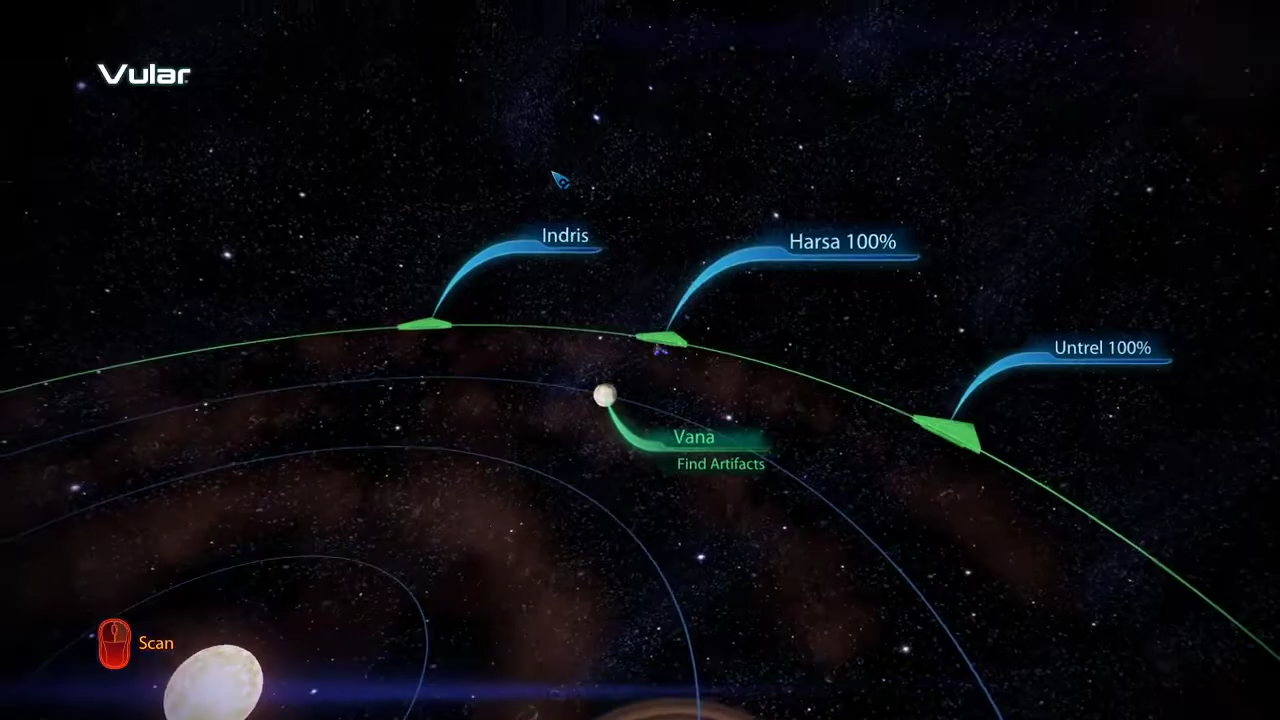 Vular
Indris
Harsa 100%
Untrel 100%
Vana
Find Artifacts
Scan